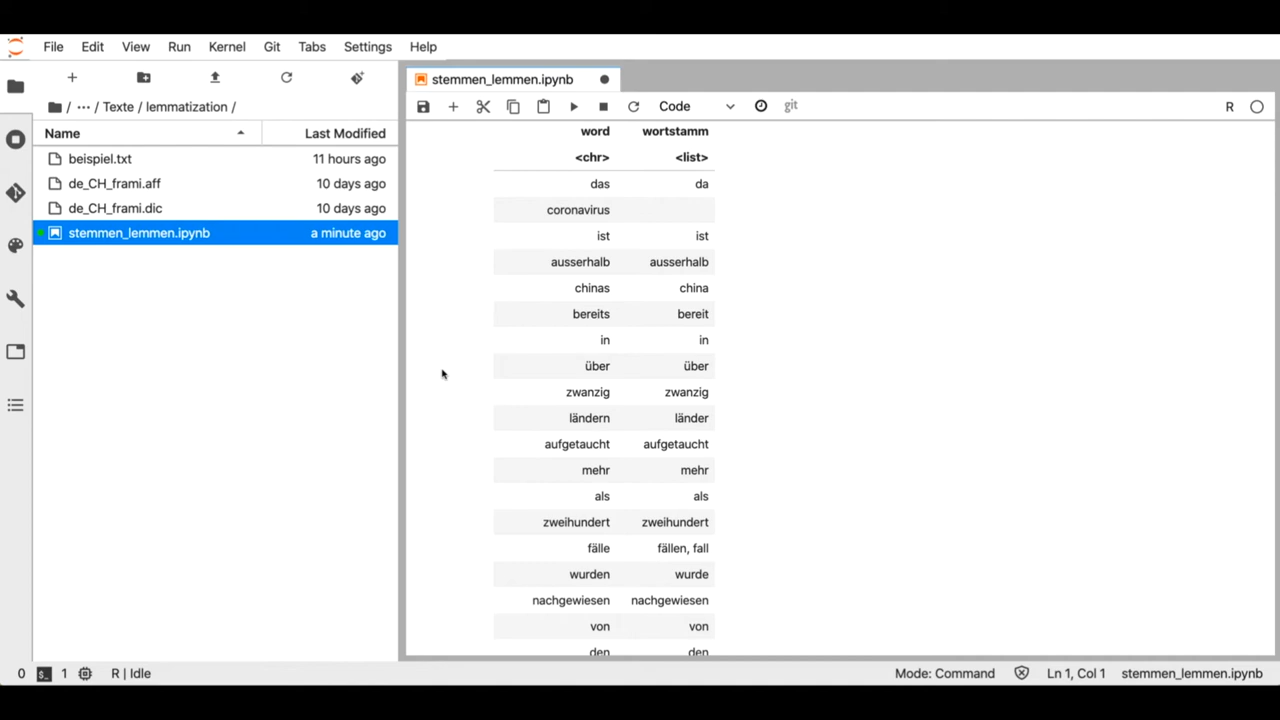 File Edit View Run Kernel Git Tabs Settings Help
stemmen_lemmen.ipynb
/ ··· / Texte / lemmatization /
Code git R
Name Last Modified
beispiel.txt 11 hours ago
de_CH_frami.aff 10 days ago
de_CH_frami.dic 10 days ago
stemmen_lemmen.ipynb a minute ago
word wortstamm
<chr> <list>
das da
coronavirus
ist ist
ausserhalb ausserhalb
chinas china
bereits bereit
in in
über über
zwanzig zwanzig
ländern länder
aufgetaucht aufgetaucht
mehr mehr
als als
zweihundert zweihundert
fälle fällen, fall
wurden wurde
nachgewiesen nachgewiesen
von von
den den
0 1 R | Idle Mode: Command Ln 1, Col 1 stemmen_lemmen.ipynb